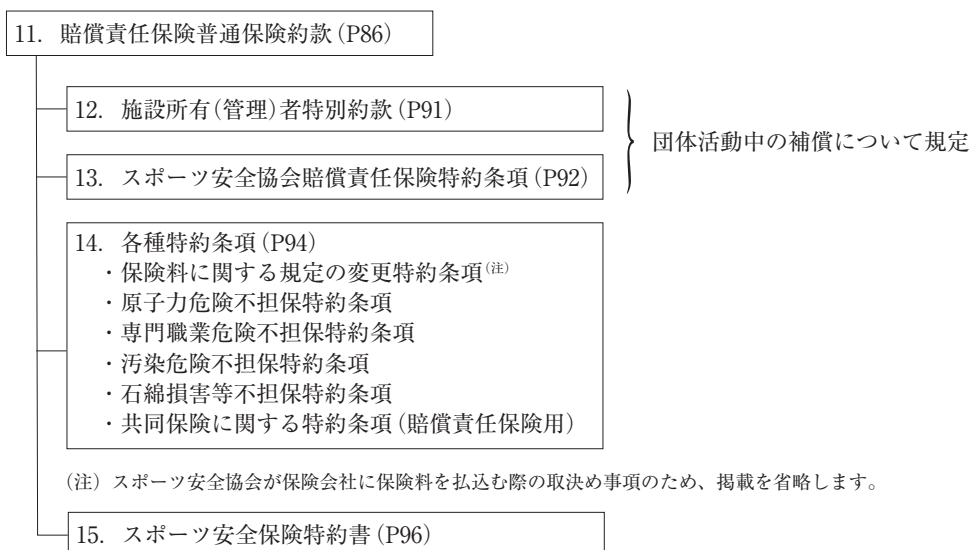 11. 賠償責任保険普通保険約款(P86)
12. 施設所有(管理)者特別約款(P91)
団体活動中の補償について規定
13. スポーツ安全協会賠償責任保険特約条項(P92)
14. 各種特約条項(P94)
・保険料に関する規定の変更特約条項(注)
・原子力危険不担保特約条項
・専門職業危険不担保特約条項
・汚染危険不担保特約条項
・石綿損害等不担保特約条項
・共同保険に関する特約条項(賠償責任保険用)
(注)スポーツ安全協会が保険会社に保険料を払込む際の取決め事項のため、掲載を省略します。
15. スポーツ安全保険特約書(P96)